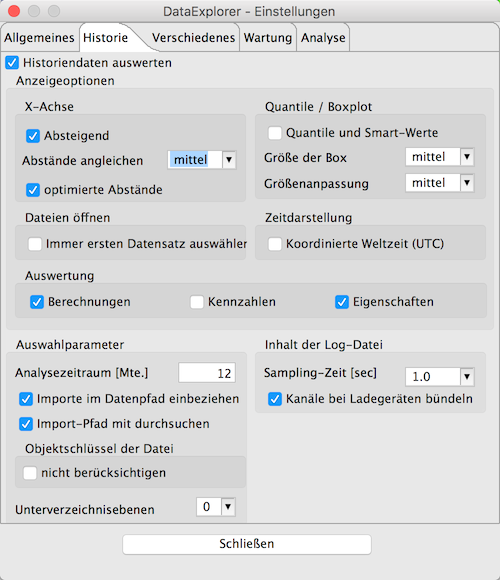 DataExplorer - Einstellungen
Allgemeines Historie Verschiedenes Wartung Analyse
Historiendaten auswerten
Anzeigeoptionen
X-Achse
Absteigend
Abstände angleichen mittel
optimierte Abstände
Quantile / Boxplot
Quantile und Smart-Werte
Größe der Box mittel
Größenanpassung mittel
Dateien öffnen
Immer ersten Datensatz auswähler
Zeitdarstellung
Koordinierte Weltzeit (UTC)
Auswertung
Berechnungen Kennzahlen Eigenschaften
Auswahlparameter
Analysezeitraum [Mte.] 12
Importe im Datenpfad einbeziehen
Import-Pfad mit durchsuchen
Objektschlüssel der Datei
nicht berücksichtigen
Unterverzeichnisebenen 0
Inhalt der Log-Datei
Sampling-Zeit [sec] 1.0
Kanäle bei Ladegeräten bündeln
Schließen